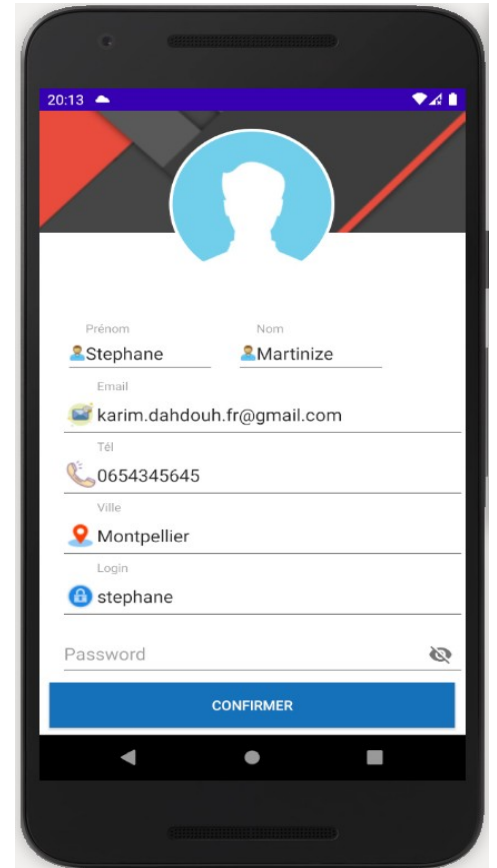 20:13
Prénom Nom
Stephane Martinize
Email
karim.dahdouh.fr@gmail.com
Tél
0654345645
Ville
Montpellier
Login
stephane
Password
CONFIRMER